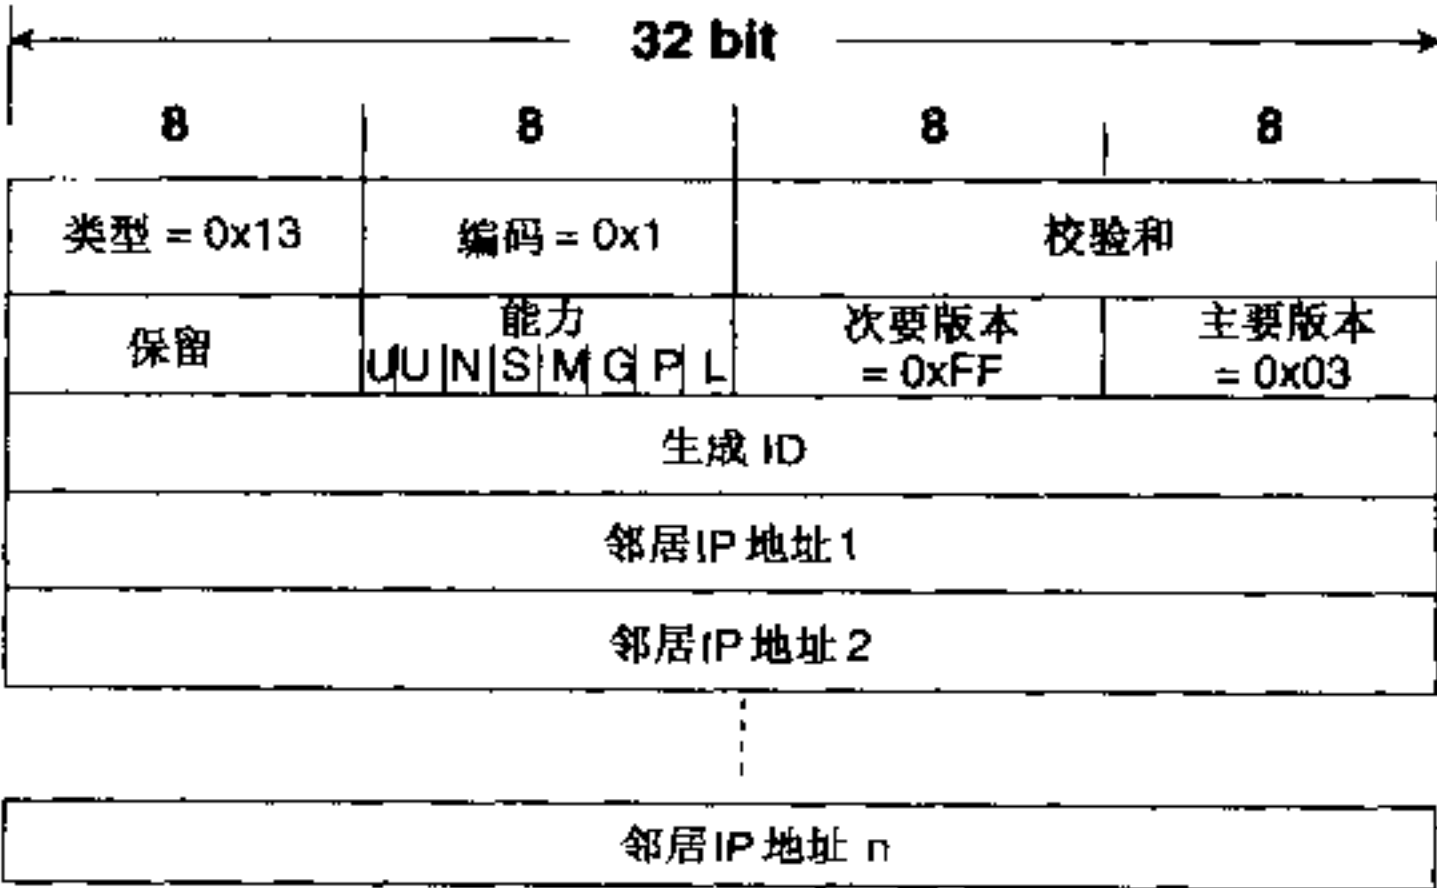 32 bit
8 8 8 8
类型 = 0x13 编码 = 0x1 校验和
保留 能力 次要版本 主要版本
U U N S M G P L = 0xFF = 0x03
生成 ID
邻居IP 地址 1
邻居IP 地址 2
邻居IP 地址 n